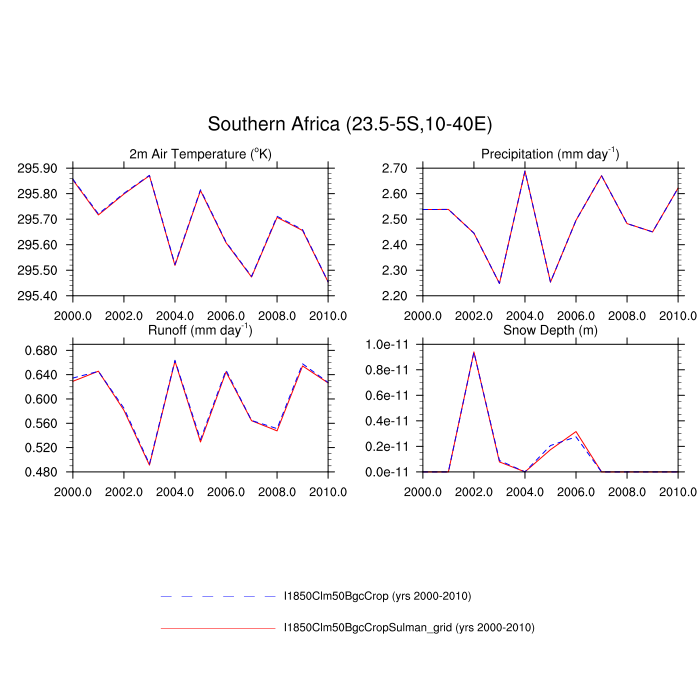 Southern Africa (23.5-5S,10-40E)
2m Air Temperature (°K)
295.90
295.80
295.70
295.60
295.50
295.40
2000.0 2002.0 2004.0 2006.0 2008.0 2010.0
Precipitation (mm day⁻¹)
2.70
2.60
2.50
2.40
2.30
2.20
2000.0 2002.0 2004.0 2006.0 2008.0 2010.0
Runoff (mm day⁻¹)
0.680
0.640
0.600
0.560
0.520
0.480
2000.0 2002.0 2004.0 2006.0 2008.0 2010.0
Snow Depth (m)
1.0e-11
0.8e-11
0.6e-11
0.4e-11
0.2e-11
0.0e-11
2000.0 2002.0 2004.0 2006.0 2008.0 2010.0
I1850Clm50BgcCrop (yrs 2000-2010)
I1850Clm50BgcCropSulman_grid (yrs 2000-2010)